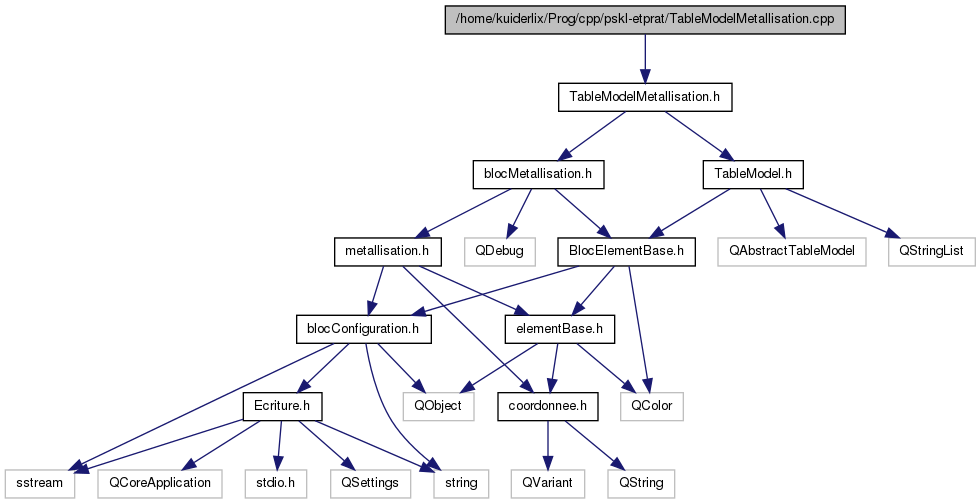 /home/kuiderlix/Prog/cpp/pskl-etprat/TableModelMetallisation.cpp
TableModelMetallisation.h
blocMetallisation.h
TableModel.h
metallisation.h
QDebug
BlocElementBase.h
QAbstractTableModel
QStringList
blocConfiguration.h
elementBase.h
Ecriture.h
QObject
coordonnee.h
QColor
sstream
QCoreApplication
stdio.h
QSettings
string
QVariant
QString